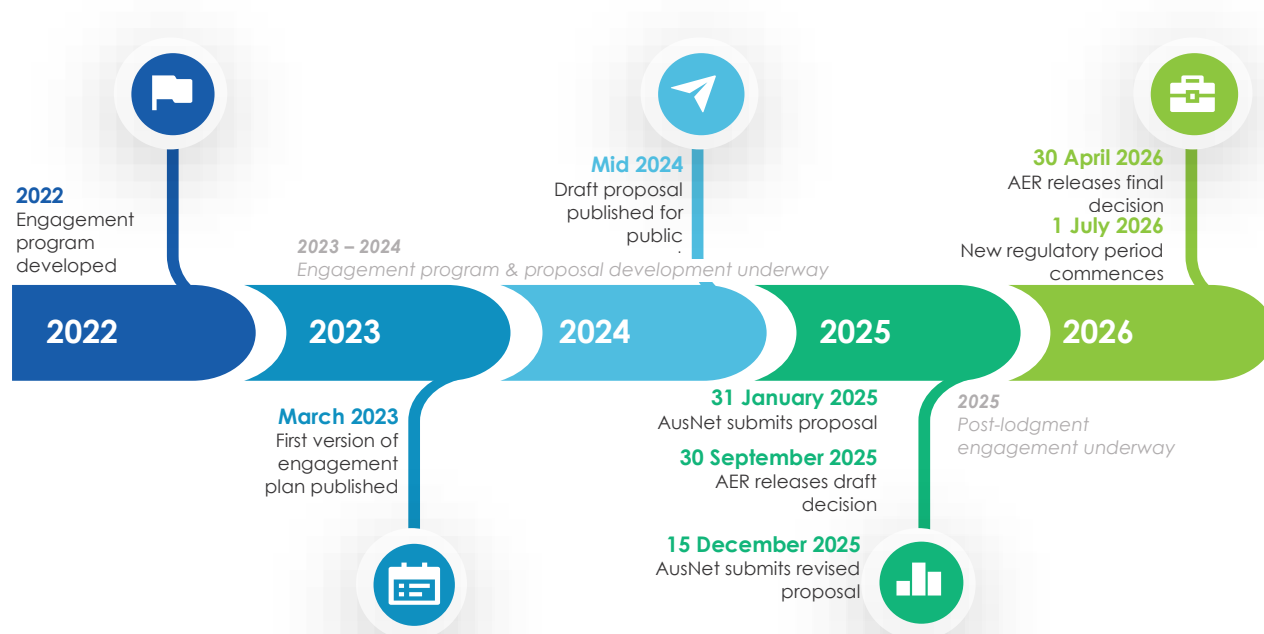 2022
Engagement
program
developed
2023 – 2024
Engagement program & proposal development underway
Mid 2024
Draft proposal
published for
public
30 April 2026
AER releases final
decision
1 July 2026
New regulatory period
commences
2022
2023
2024
2025
2026
March 2023
First version of
engagement
plan published
31 January 2025
AusNet submits proposal
30 September 2025
AER releases draft
decision
15 December 2025
AusNet submits revised
proposal
2025
Post-lodgment
engagement underway